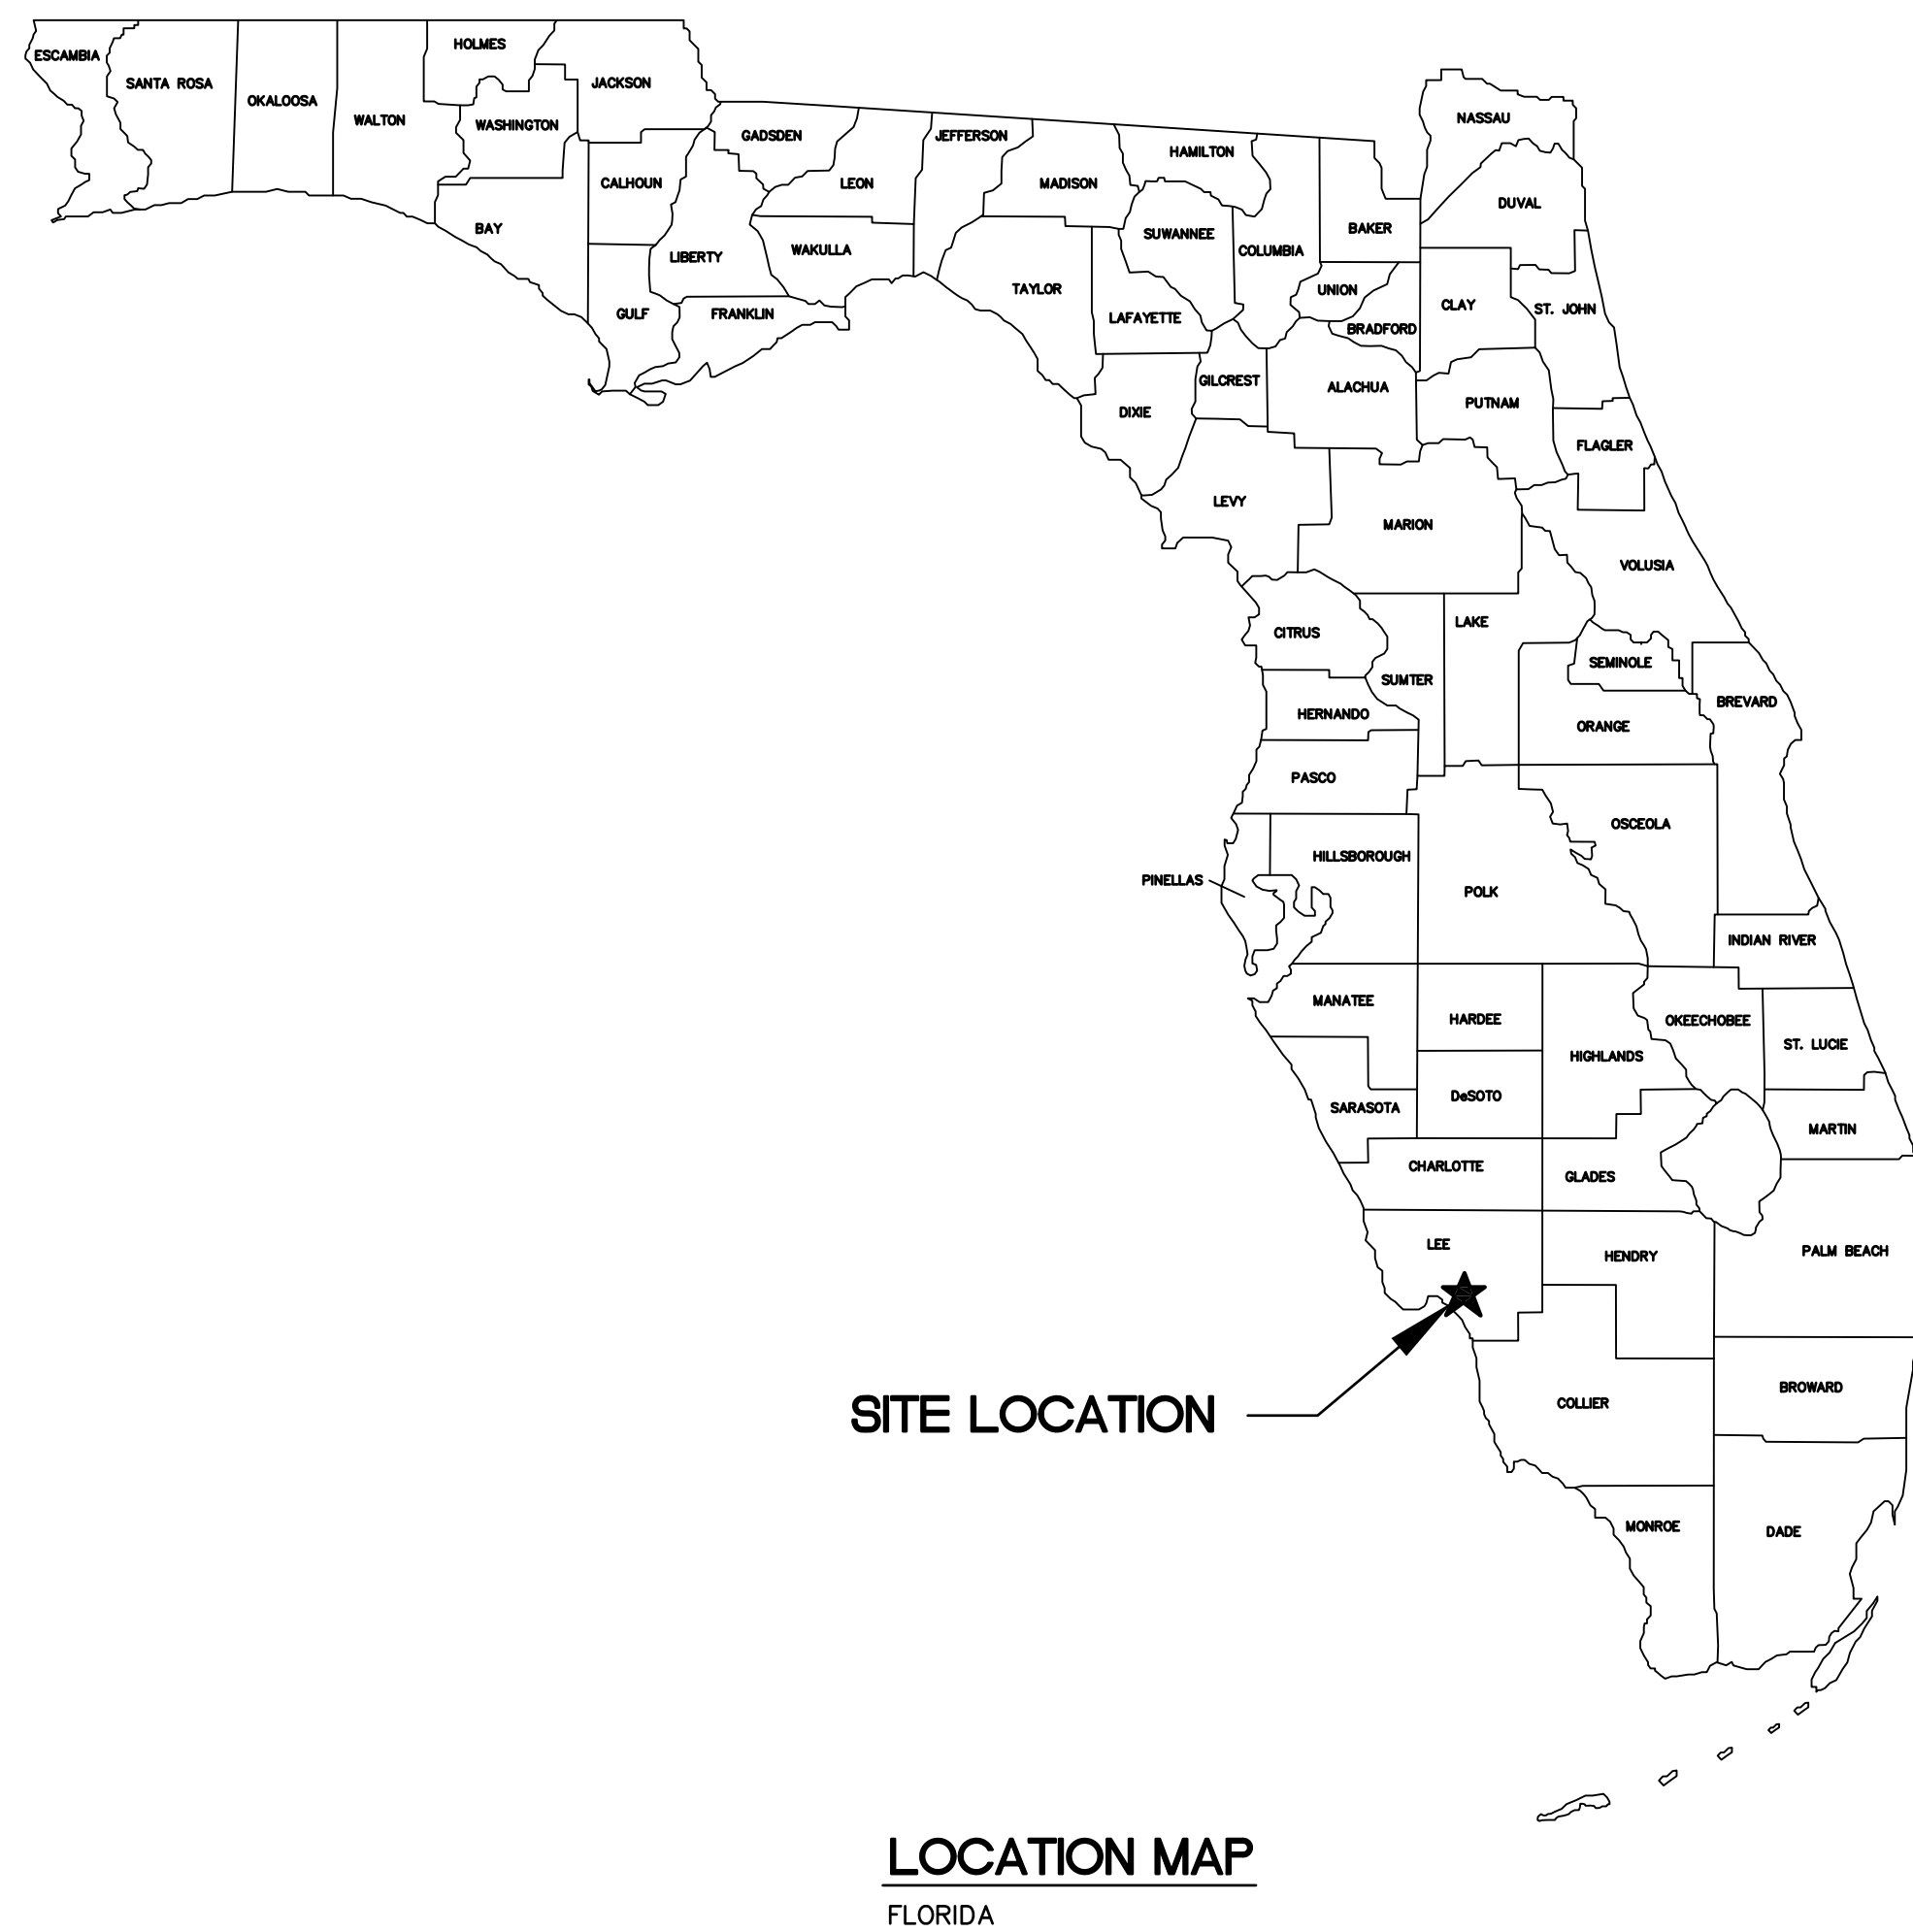 ESCAMBIA
SANTA ROSA
OKALOOSA
WALTON
HOLMES
WASHINGTON
JACKSON
BAY
CALHOUN
GULF
LIBERTY
GADSDEN
FRANKLIN
LEON
WAKULLA
JEFFERSON
MADISON
TAYLOR
HAMILTON
SUWANNEE
LAFAYETTE
COLUMBIA
DIXIE
GILCREST
BAKER
UNION
BRADFORD
ALACHUA
NASSAU
DUVAL
CLAY
ST. JOHN
PUTNAM
FLAGLER
LEVY
MARION
VOLUSIA
CITRUS
LAKE
SUMTER
SEMINOLE
HERNANDO
ORANGE
BREVARD
PASCO
OSCEOLA
HILLSBOROUGH
PINELLAS
POLK
INDIAN RIVER
MANATEE
HARDEE
OKEECHOBEE
HIGHLANDS
ST. LUCIE
SARASOTA
DeSOTO
MARTIN
CHARLOTTE
GLADES
LEE
HENDRY
PALM BEACH
BROWARD
COLLIER
SITE LOCATION
MONROE
DADE
LOCATION MAP
FLORIDA